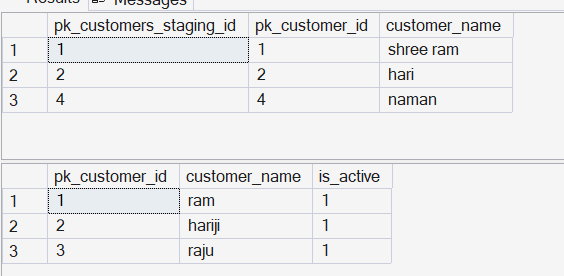 Results Messages
pk_customers_staging_id pk_customer_id customer_name
1 1 1 shree ram
2 2 2 hari
3 4 4 naman
pk_customer_id customer_name is_active
1 1 ram 1
2 2 hariji 1
3 3 raju 1